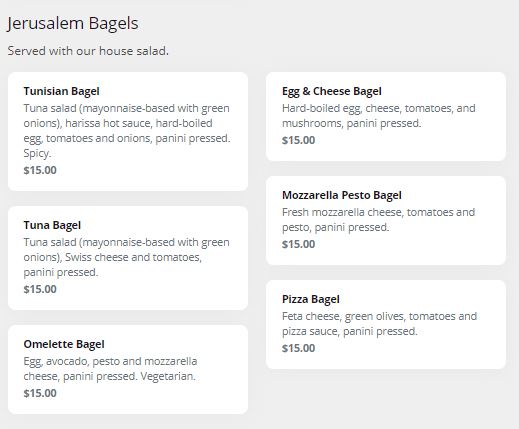 Jerusalem Bagels
Served with our house salad.
Tunisian Bagel
Tuna salad (mayonnaise-based with green
onions), harissa hot sauce, hard-boiled
egg, tomatoes and onions, panini pressed.
Spicy.
$15.00
Tuna Bagel
Tuna salad (mayonnaise-based with green
onions), Swiss cheese and tomatoes,
panini pressed.
$15.00
Omelette Bagel
Egg, avocado, pesto and mozzarella
cheese, panini pressed. Vegetarian.
$15.00
Egg & Cheese Bagel
Hard-boiled egg, cheese, tomatoes, and
mushrooms, panini pressed.
$15.00
Mozzarella Pesto Bagel
Fresh mozzarella cheese, tomatoes and
pesto, panini pressed.
$15.00
Pizza Bagel
Feta cheese, green olives, tomatoes and
pizza sauce, panini pressed.
$15.00